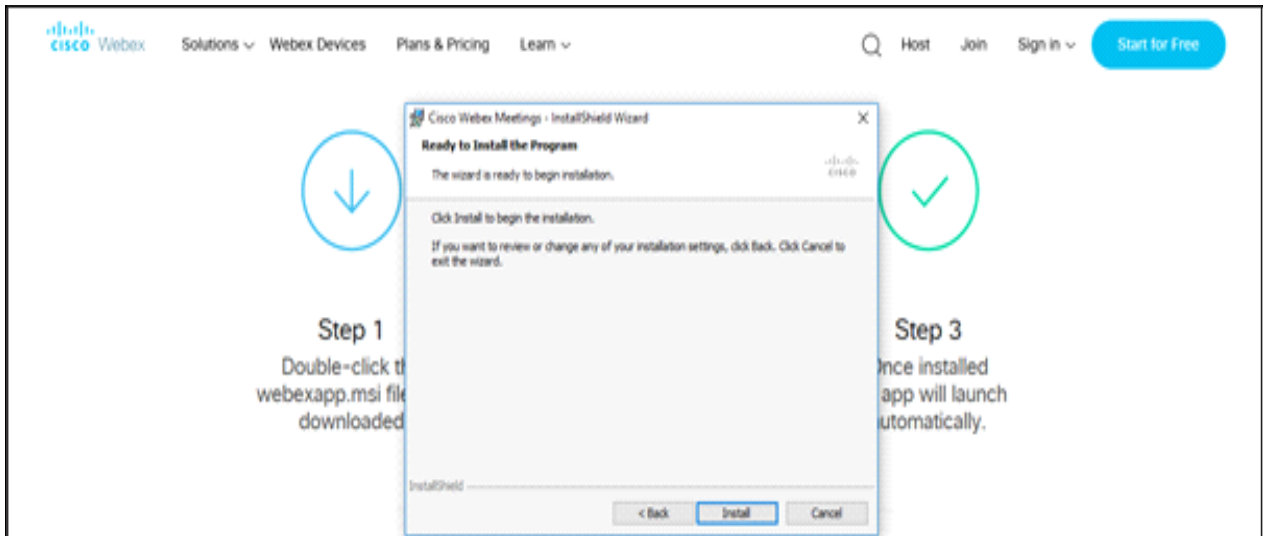 CISCO Webex Solutions Webex Devices Plans & Pricing Learn Host Join Sign in Start for Free
Cisco Webex Meetings - InstallShield Wizard
Ready to Install the Program
The wizard is ready to begin installation.
CISCO
Click Install to begin the installation.
If you want to review or change any of your installation settings, click Back. Click Cancel to
exit the wizard.
InstallShield
< Back Install Cancel
Step 1
Double-click
webexapp.msi file
downloaded
Step 3
installed
app will launch
automatically.